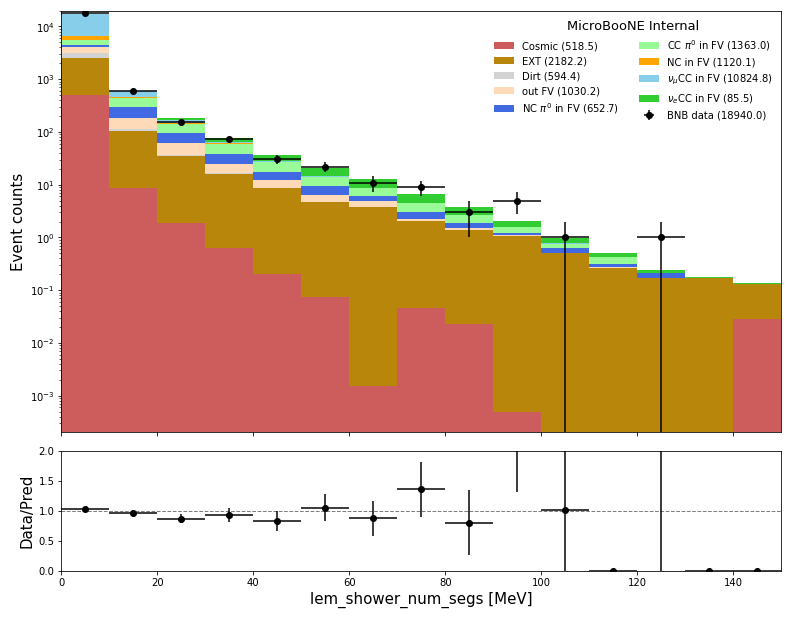 MicroBooNE Internal
Cosmic (518.5)
EXT (2182.2)
Dirt (594.4)
out FV (1030.2)
NC π⁰ in FV (652.7)
CC π⁰ in FV (1363.0)
NC in FV (1120.1)
νμCC in FV (10824.8)
νeCC in FV (85.5)
BNB data (18940.0)
Event counts
10⁴
10³
10²
10¹
10⁰
10⁻¹
10⁻²
10⁻³
Data/Pred
2.0
1.5
1.0
0.5
0.0
0 20 40 60 80 100 120 140
lem_shower_num_segs [MeV]